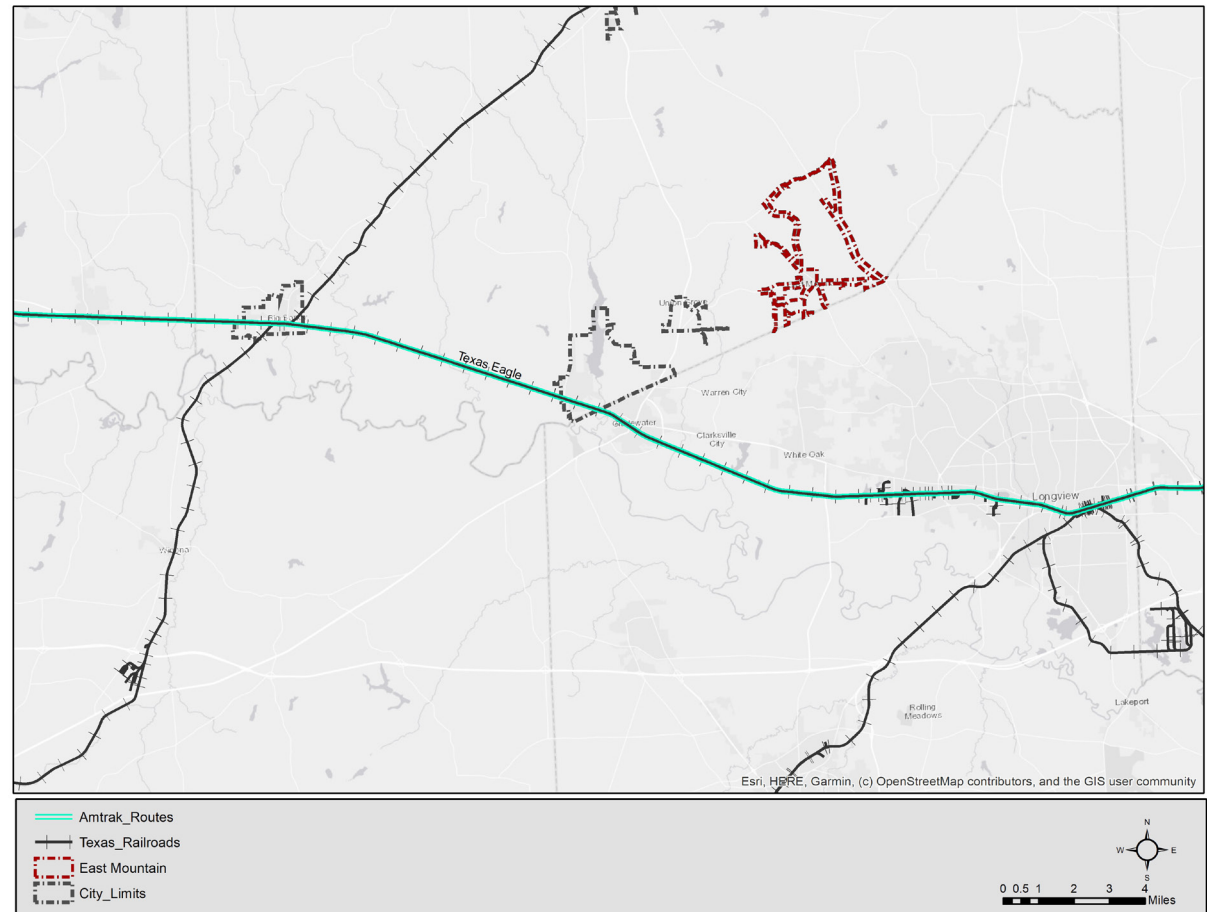 Texas Eagle
Warren City
Clarksville
City
White Oak
Longview
Rolling
Meadows
Lakeport
Esri, HERE, Garmin, (c) OpenStreetMap contributors, and the GIS user community
Amtrak_Routes
Texas_Railroads
East Mountain
City_Limits
N
W
E
S
0 0.5 1 2 3 4
Miles